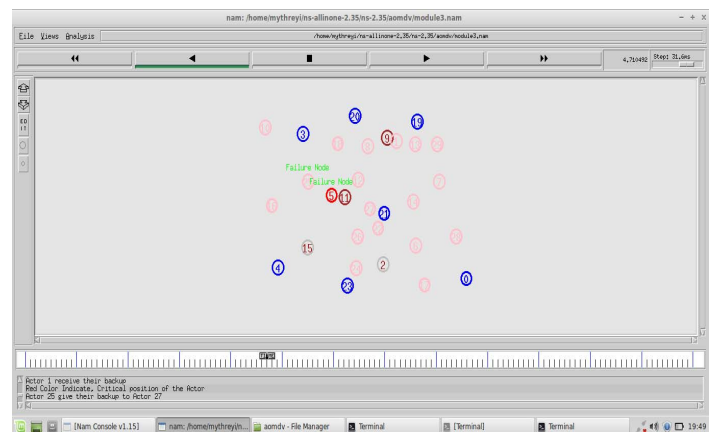 nam: /home/mythreyi/ns-allinone-2.35/ns-2.35/aomdv/module3.nam
File Views Analysis /home/mythreyi/ns-allinone-2.35/ns-2.35/aomdv/module3.nam
4.710492 Step: 31.6ms
20
19
3
9
Failure Node
Failure Node
5 11
21
15
2
4
23
0
Actor 1 receive their backup
Red Color Indicate, Critical position of the Actor
Actor 25 give their backup to Actor 27
[Nam Console v1.15] nam: /home/mythreyi/n... aomdv - File Manager Terminal [Terminal] Terminal 19:49